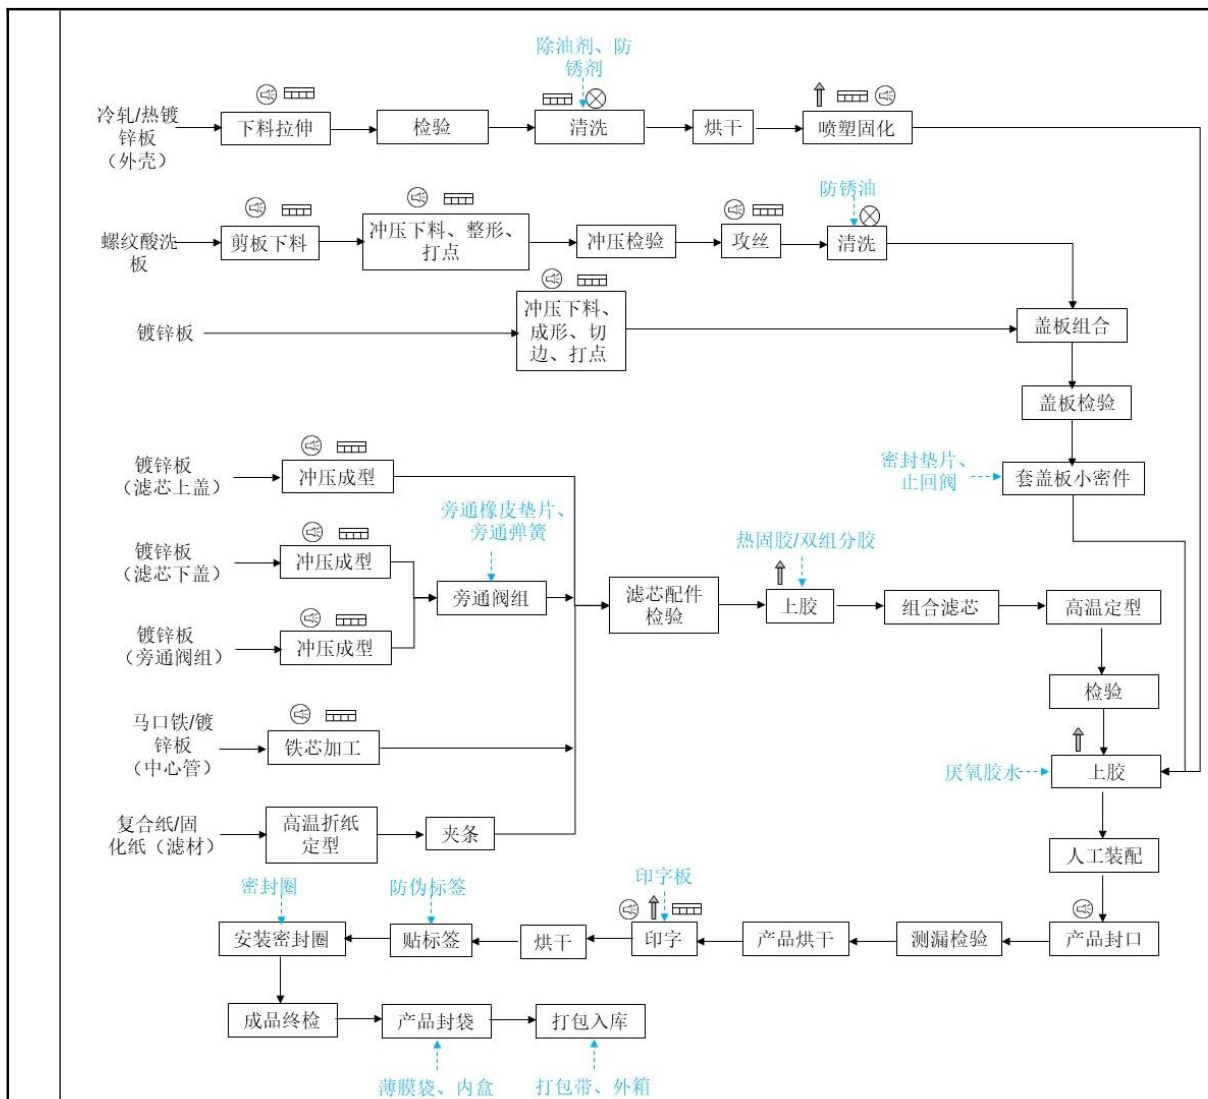 除油剂、防
锈剂
冷轧/热镀
锌板
（外壳）
下料拉伸
检验
清洗
烘干
喷塑固化
防锈油
螺纹酸洗
板
剪板下料
冲压下料、整形、
打点
冲压检验
攻丝
清洗
镀锌板
冲压下料、
成形、切
边、打点
盖板组合
盖板检验
密封垫片、
止回阀
套盖板小密件
镀锌板
（滤芯上盖）
冲压成型
旁通橡皮垫片、
旁通弹簧
镀锌板
（滤芯下盖）
冲压成型
旁通阀组
镀锌板
（旁通阀组）
冲压成型
滤芯配件
检验
热固胶/双组分胶
上胶
组合滤芯
高温定型
检验
马口铁/镀
锌板
（中心管）
铁芯加工
厌氧胶水
上胶
复合纸/固
化纸（滤材）
高温折纸
定型
夹条
人工装配
密封圈
防伪标签
印字板
安装密封圈
贴标签
烘干
印字
产品烘干
测漏检验
产品封口
成品终检
产品封袋
打包入库
薄膜袋、内盒
打包带、外箱